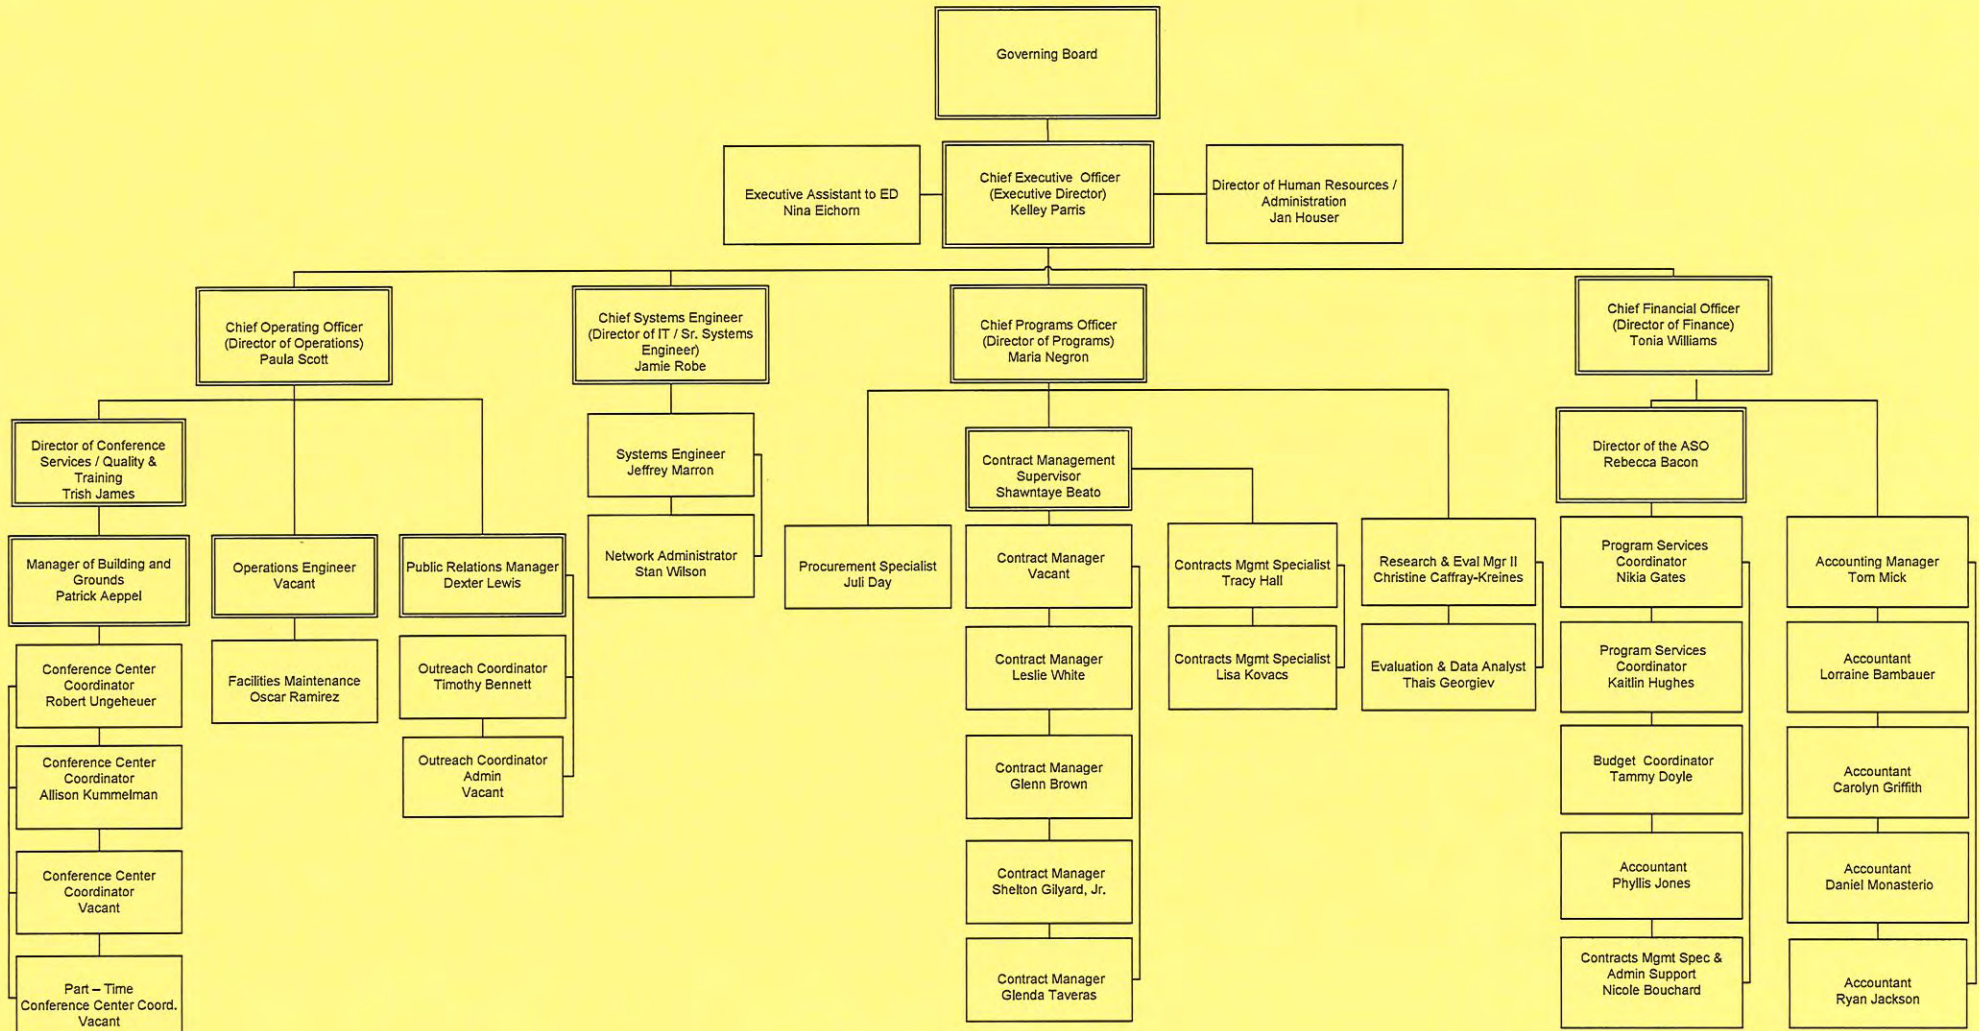 Governing Board
Executive Assistant to ED
Nina Eichorn
Chief Executive Officer
(Executive Director)
Kelley Parris
Director of Human Resources /
Administration
Jan Houser
Chief Operating Officer
(Director of Operations)
Paula Scott
Chief Systems Engineer
(Director of IT / Sr. Systems
Engineer)
Jamie Robe
Chief Programs Officer
(Director of Programs)
Maria Negron
Chief Financial Officer
(Director of Finance)
Tonia Williams
Director of Conference
Services / Quality &
Training
Trish James
Manager of Building and
Grounds
Patrick Aeppel
Conference Center
Coordinator
Robert Ungeheuer
Conference Center
Coordinator
Allison Kummelman
Conference Center
Coordinator
Vacant
Part – Time
Conference Center Coord.
Vacant
Operations Engineer
Vacant
Facilities Maintenance
Oscar Ramirez
Public Relations Manager
Dexter Lewis
Outreach Coordinator
Timothy Bennett
Outreach Coordinator
Admin
Vacant
Systems Engineer
Jeffrey Marron
Network Administrator
Stan Wilson
Procurement Specialist
Juli Day
Contract Management
Supervisor
Shawntaye Beato
Contract Manager
Vacant
Contract Manager
Leslie White
Contract Manager
Glenn Brown
Contract Manager
Shelton Gilyard, Jr.
Contract Manager
Glenda Taveras
Contracts Mgmt Specialist
Tracy Hall
Contracts Mgmt Specialist
Lisa Kovacs
Research & Eval Mgr II
Christine Caffray-Kreines
Evaluation & Data Analyst
Thais Georgiev
Director of the ASO
Rebecca Bacon
Program Services
Coordinator
Nikia Gates
Program Services
Coordinator
Kaitlin Hughes
Budget Coordinator
Tammy Doyle
Accountant
Phyllis Jones
Contracts Mgmt Spec &
Admin Support
Nicole Bouchard
Accounting Manager
Tom Mick
Accountant
Lorraine Bambauer
Accountant
Carolyn Griffith
Accountant
Daniel Monasterio
Accountant
Ryan Jackson